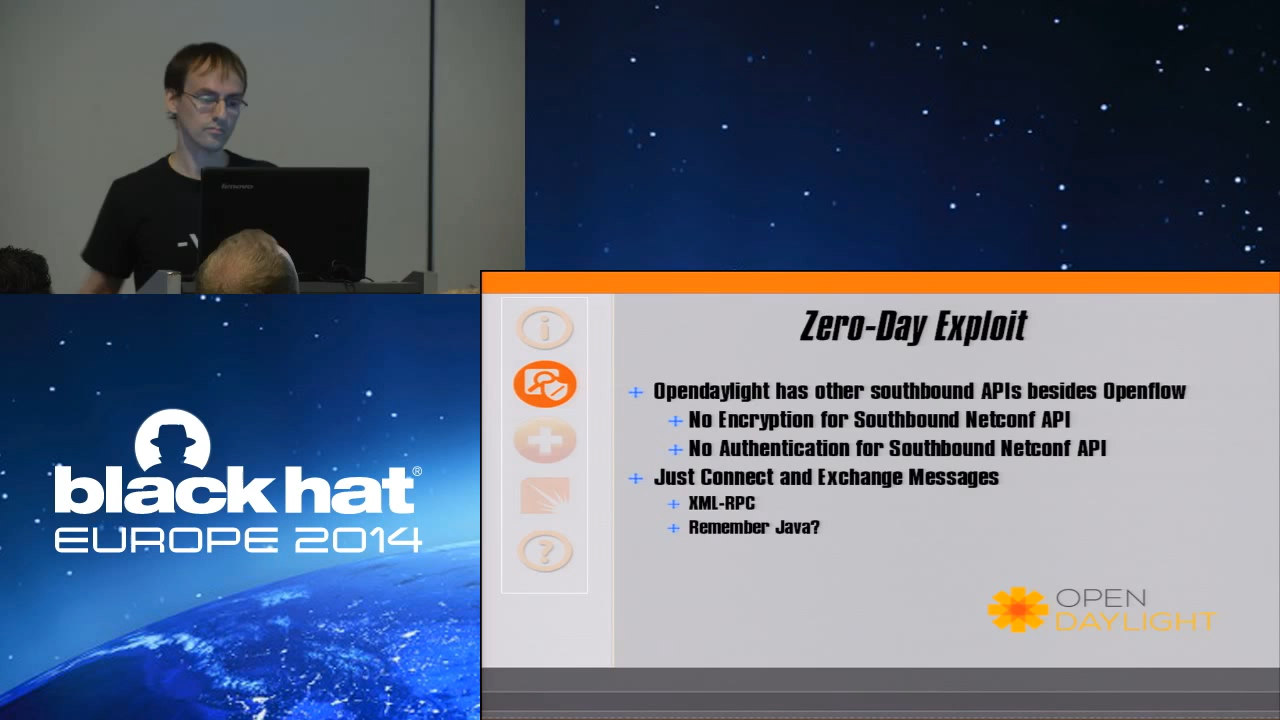 lenovo
Zero-Day Exploit
Opendaylight has other southbound APIs besides Openflow
No Encryption for Southbound Netconf API
No Authentication for Southbound Netconf API
Just Connect and Exchange Messages
XML-RPC
Remember Java?
OPEN
DAYLIGHT
black hat®
EUROPE 2014